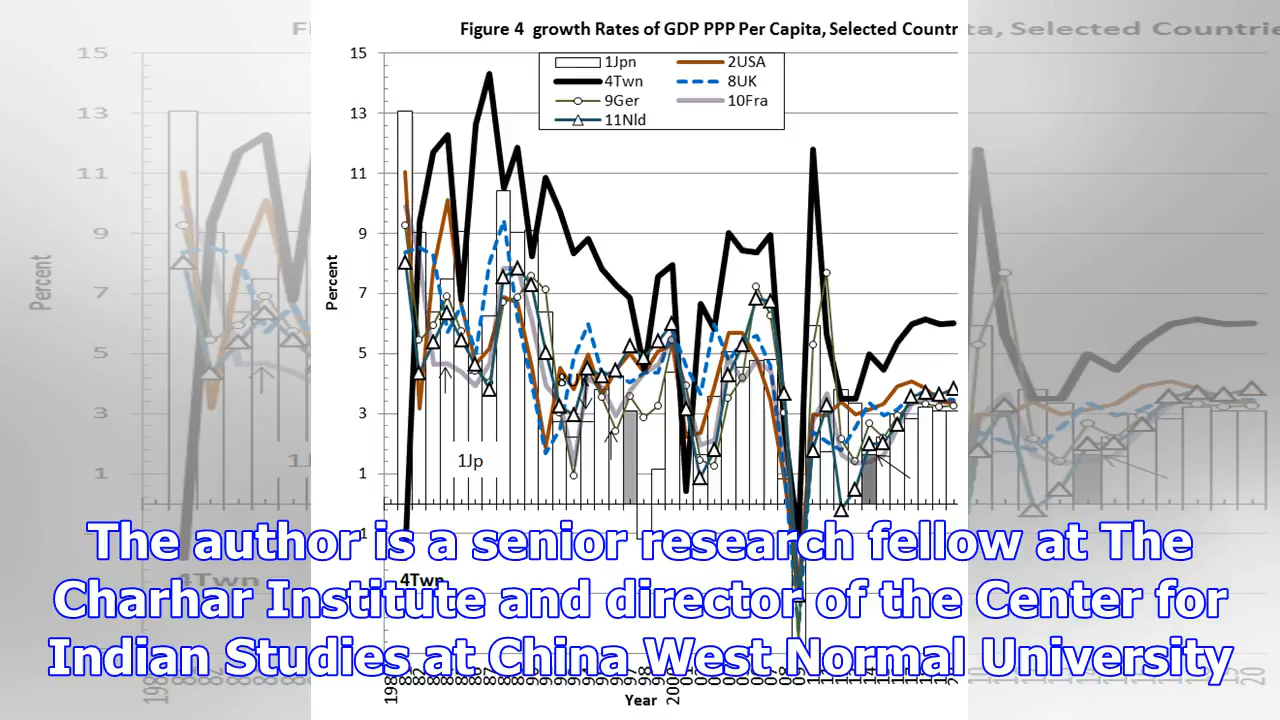 Figure 4 growth Rates of GDP PPP Per Capita, Selected Countr
1Jpn 2USA
4Twn 8UK
9Ger 10Fra
11Nld
15
13
11
9
7
5
3
1
Percent
8UK
1Jp
4Twn
Year
The author is a senior research fellow at The
Charhar Institute and director of the Center for
Indian Studies at China West Normal University